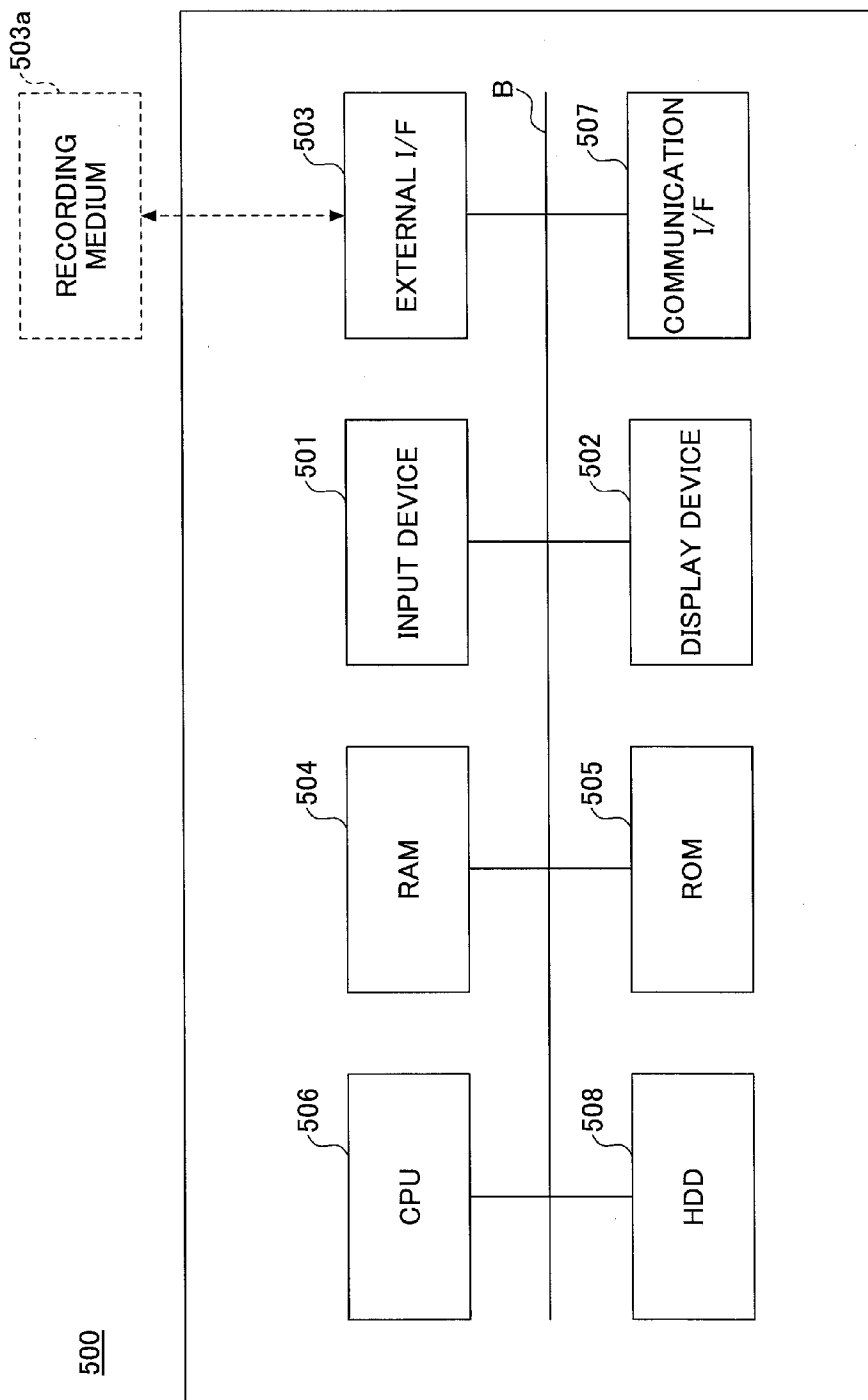 500
503a
RECORDING
MEDIUM
506
CPU
504
RAM
501
INPUT DEVICE
503
EXTERNAL I/F
B
508
HDD
505
ROM
502
DISPLAY DEVICE
507
COMMUNICATION
I/F